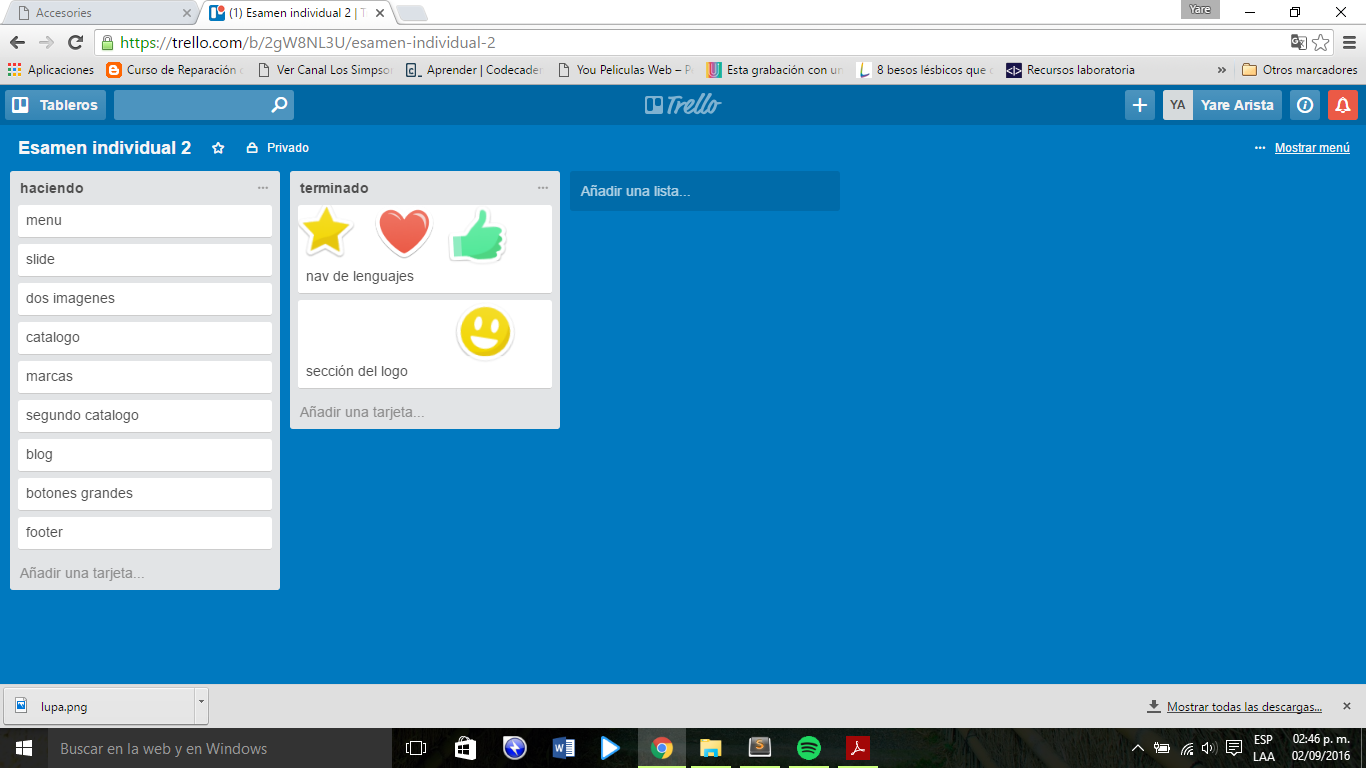 Accesories
(1) Esamen individual 2 | T
Yare
https://trello.com/b/2gW8NL3U/esamen-individual-2
Aplicaciones
Curso de Reparación
Ver Canal Los Simpso
Aprender | Codecade
You Peliculas Web – P
Esta grabación con un
8 besos lésbicos que
Recursos laboratoria
»
Otros marcadores
Tableros
Trello
YA
Yare Arista
Esamen individual 2
Privado
Mostrar menú
haciendo
menu
slide
dos imagenes
catalogo
marcas
segundo catalogo
blog
botones grandes
footer
Añadir una tarjeta...
terminado
nav de lenguajes
sección del logo
Añadir una tarjeta...
Añadir una lista...
lupa.png
Mostrar todas las descargas...
Buscar en la web y en Windows
ESP
LAA
02:46 p. m.
02/09/2016